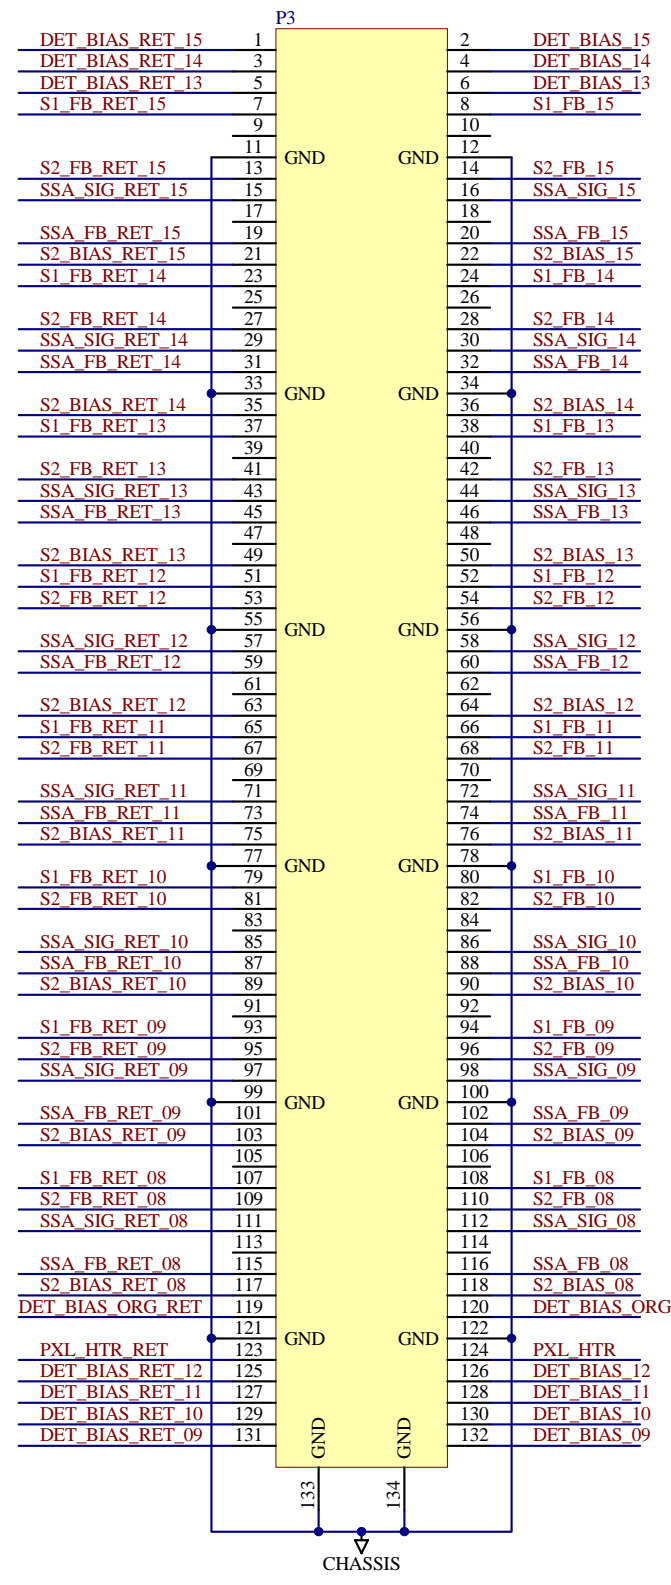 P3
DET_BIAS_RET_15 1 2 DET_BIAS_15
DET_BIAS_RET_14 3 4 DET_BIAS_14
DET_BIAS_RET_13 5 6 DET_BIAS_13
S1_FB_RET_15 7 8 S1_FB_15
9 10
11 GND 12
S2_FB_RET_15 13 14 S2_FB_15
SSA_SIG_RET_15 15 16 SSA_SIG_15
17 18
SSA_FB_RET_15 19 20 SSA_FB_15
S2_BIAS_RET_15 21 22 S2_BIAS_15
S1_FB_RET_14 23 24 S1_FB_14
25 26
S2_FB_RET_14 27 28 S2_FB_14
SSA_SIG_RET_14 29 30 SSA_SIG_14
SSA_FB_RET_14 31 32 SSA_FB_14
33 GND GND 34
S2_BIAS_RET_14 35 36 S2_BIAS_14
S1_FB_RET_13 37 38 S1_FB_13
39 40
S2_FB_RET_13 41 42 S2_FB_13
SSA_SIG_RET_13 43 44 SSA_SIG_13
SSA_FB_RET_13 45 46 SSA_FB_13
47 48
S2_BIAS_RET_13 49 50 S2_BIAS_13
S1_FB_RET_12 51 52 S1_FB_12
S2_FB_RET_12 53 54 S2_FB_12
55 GND GND 56
SSA_SIG_RET_12 57 58 SSA_SIG_12
SSA_FB_RET_12 59 60 SSA_FB_12
61 62
S2_BIAS_RET_12 63 64 S2_BIAS_12
S1_FB_RET_11 65 66 S1_FB_11
S2_FB_RET_11 67 68 S2_FB_11
69 70
SSA_SIG_RET_11 71 72 SSA_SIG_11
SSA_FB_RET_11 73 74 SSA_FB_11
S2_BIAS_RET_11 75 76 S2_BIAS_11
77 GND GND 78
S1_FB_RET_10 79 80 S1_FB_10
S2_FB_RET_10 81 82 S2_FB_10
83 84
SSA_SIG_RET_10 85 86 SSA_SIG_10
SSA_FB_RET_10 87 88 SSA_FB_10
S2_BIAS_RET_10 89 90 S2_BIAS_10
91 92
S1_FB_RET_09 93 94 S1_FB_09
S2_FB_RET_09 95 96 S2_FB_09
SSA_SIG_RET_09 97 98 SSA_SIG_09
99 GND GND 100
SSA_FB_RET_09 101 102 SSA_FB_09
S2_BIAS_RET_09 103 104 S2_BIAS_09
105 106
S1_FB_RET_08 107 108 S1_FB_08
S2_FB_RET_08 109 110 S2_FB_08
SSA_SIG_RET_08 111 112 SSA_SIG_08
113 114
SSA_FB_RET_08 115 116 SSA_FB_08
S2_BIAS_RET_08 117 118 S2_BIAS_08
DET_BIAS_ORG_RET 119 120 DET_BIAS_ORG
121 GND GND 122
PXL_HTR_RET 123 124 PXL_HTR
DET_BIAS_RET_12 125 126 DET_BIAS_12
DET_BIAS_RET_11 127 128 DET_BIAS_11
DET_BIAS_RET_10 129 130 DET_BIAS_10
DET_BIAS_RET_09 131 132 DET_BIAS_09
GND GND
133 134
CHASSIS